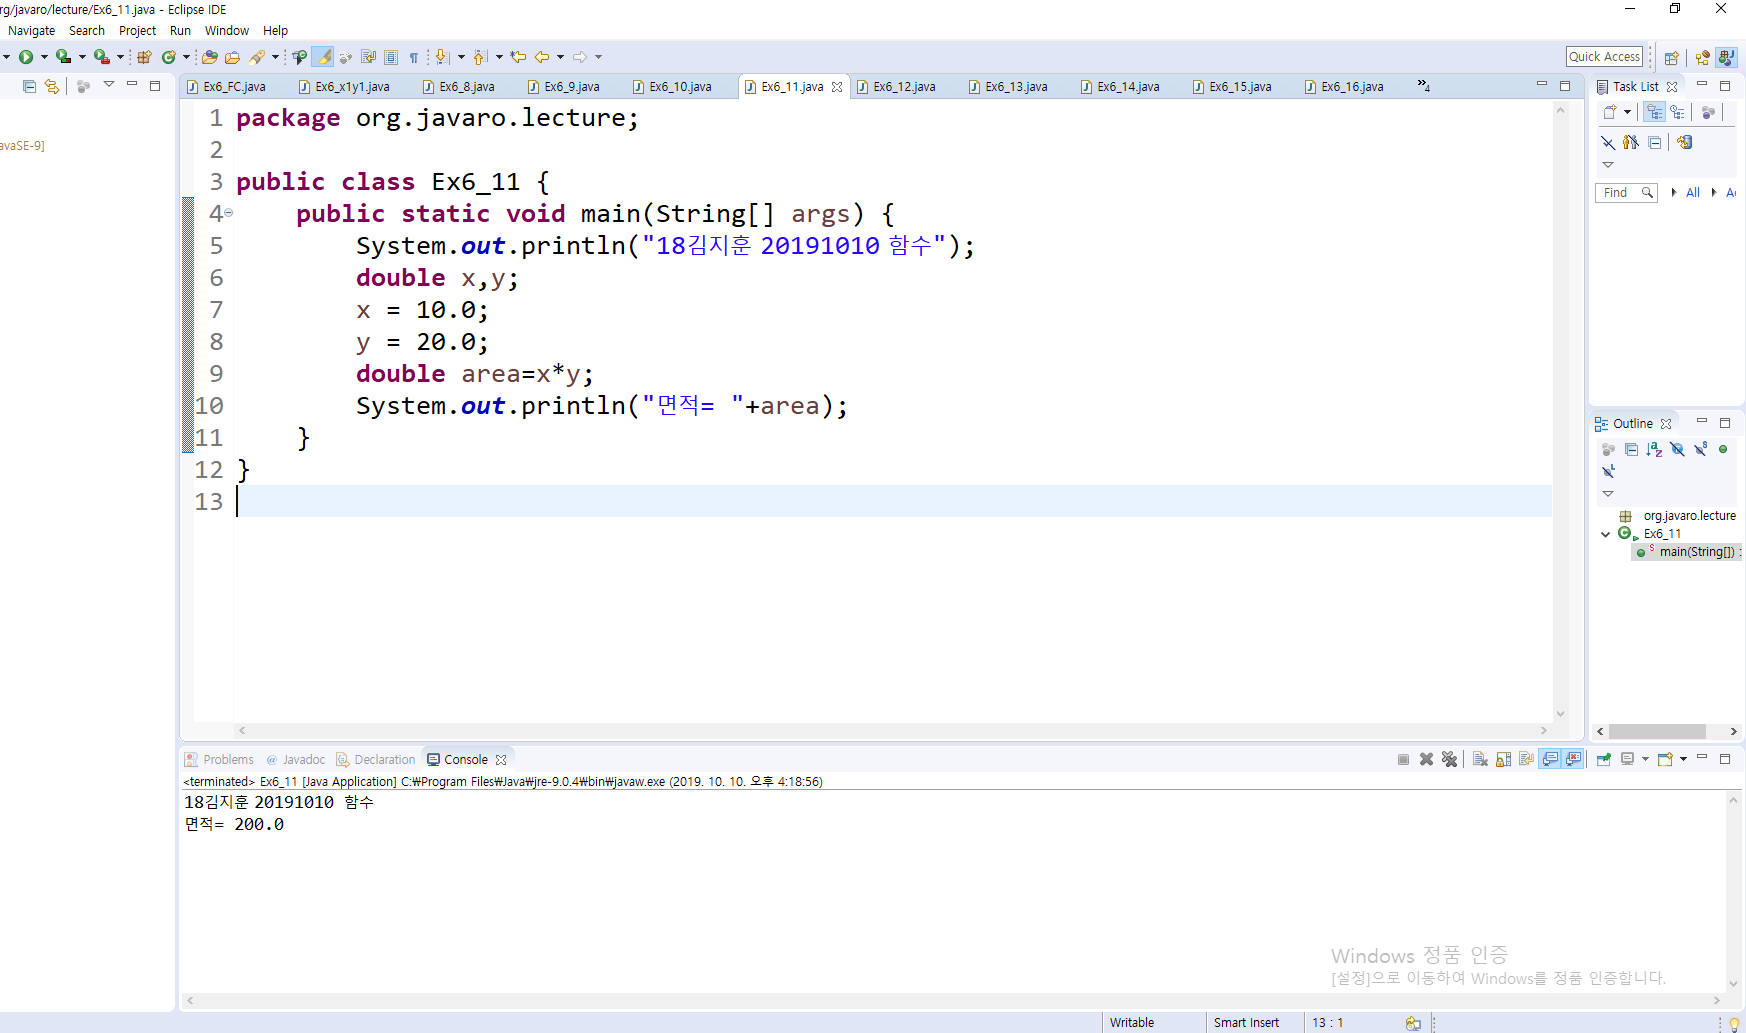 rg/javaro/lecture/Ex6_11.java - Eclipse IDE
Navigate Search Project Run Window Help
Quick Access
Ex6_FC.java Ex6_x1y1.java Ex6_8.java Ex6_9.java Ex6_10.java Ex6_11.java Ex6_12.java Ex6_13.java Ex6_14.java Ex6_15.java Ex6_16.java »4
Task List
avaSE-9]
Find All
1 package org.javaro.lecture;
2
3 public class Ex6_11 {
4 public static void main(String[] args) {
5 System.out.println("18김지훈 20191010 함수");
6 double x,y;
7 x = 10.0;
8 y = 20.0;
9 double area=x*y;
10 System.out.println("면적= "+area);
11 }
12 }
13
Outline
org.javaro.lecture
Ex6_11
main(String[]) :
Problems @ Javadoc Declaration Console
<terminated> Ex6_11 [Java Application] C:₩Program Files₩Java₩jre-9.0.4₩bin₩javaw.exe (2019. 10. 10. 오후 4:18:56)
18김지훈 20191010 함수
면적= 200.0
Windows 정품 인증
[설정]으로 이동하여 Windows를 정품 인증합니다.
Writable Smart Insert 13 : 1